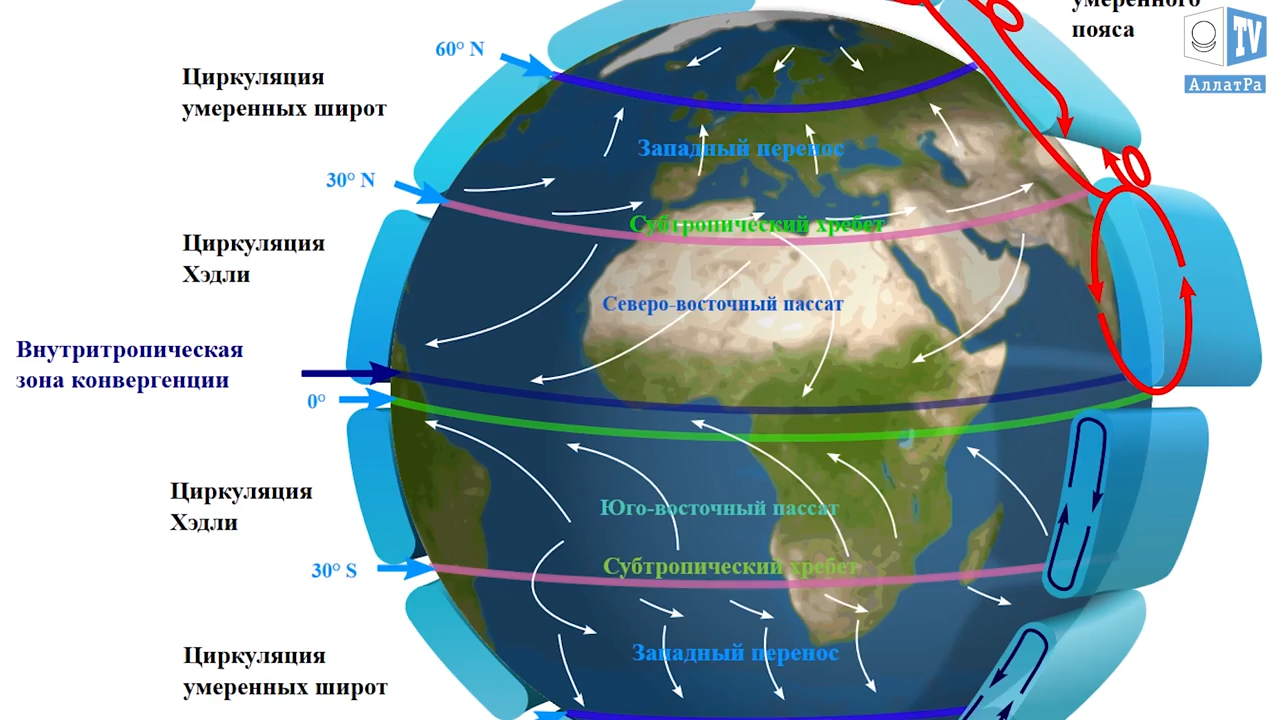 умеренного
пояса
TV
АллатРа
60° N
Циркуляция
умеренных широт
Западный перенос
30° N
Субтропический хребет
Циркуляция
Хэдли
Северо-восточный пассат
Внутритропическая
зона конвергенции
0°
Циркуляция
Хэдли
Юго-восточный пассат
Субтропический хребет
30° S
Западный перенос
Циркуляция
умеренных широт